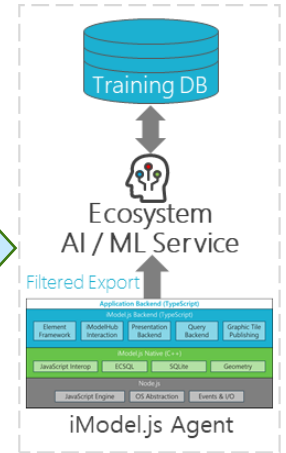 Training DB
Ecosystem
AI / ML Service
Filtered Export
Application Backend (TypeScript)
iModel.js Backend (TypeScript)
Element Framework
iModelHub Interaction
Presentation Backend
Query Backend
Graphic Tile Publishing
iModel.js Native (C++)
JavaScript Interop
ECSQL
SQLite
Geometry
Node.js
JavaScript Engine
OS Abstraction
Events & I/O
iModel.js Agent